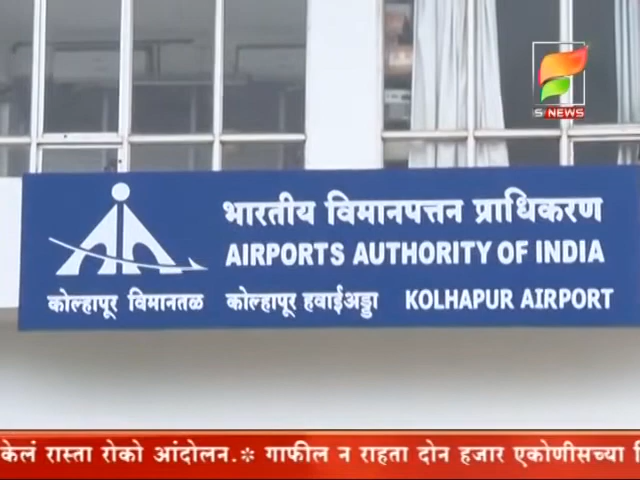 S NEWS
भारतीय विमानपत्तन प्राधिकरण
AIRPORTS AUTHORITY OF INDIA
कोल्हापूर विमानतळ कोल्हापूर हवाईअड्डा KOLHAPUR AIRPORT
केलं रास्ता रोको आंदोलन.* गाफील न राहता दोन हजार एकोणीसच्या